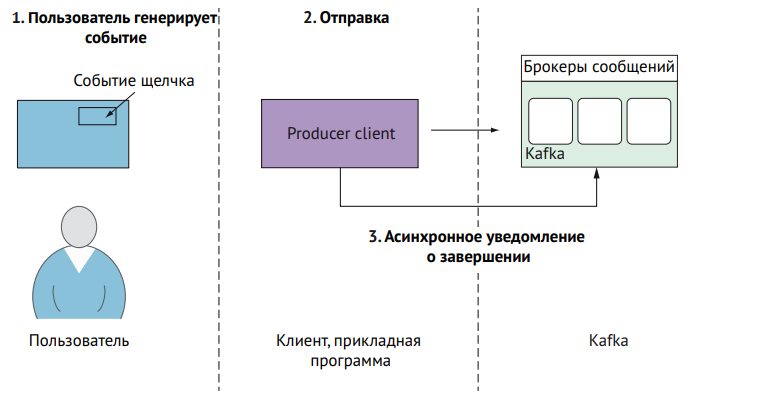 1. Пользователь генерирует
событие
2. Отправка
Событие щелчка
Брокеры сообщений
Producer client
Kafka
3. Асинхронное уведомление
о завершении
Пользователь
Клиент, прикладная
программа
Kafka